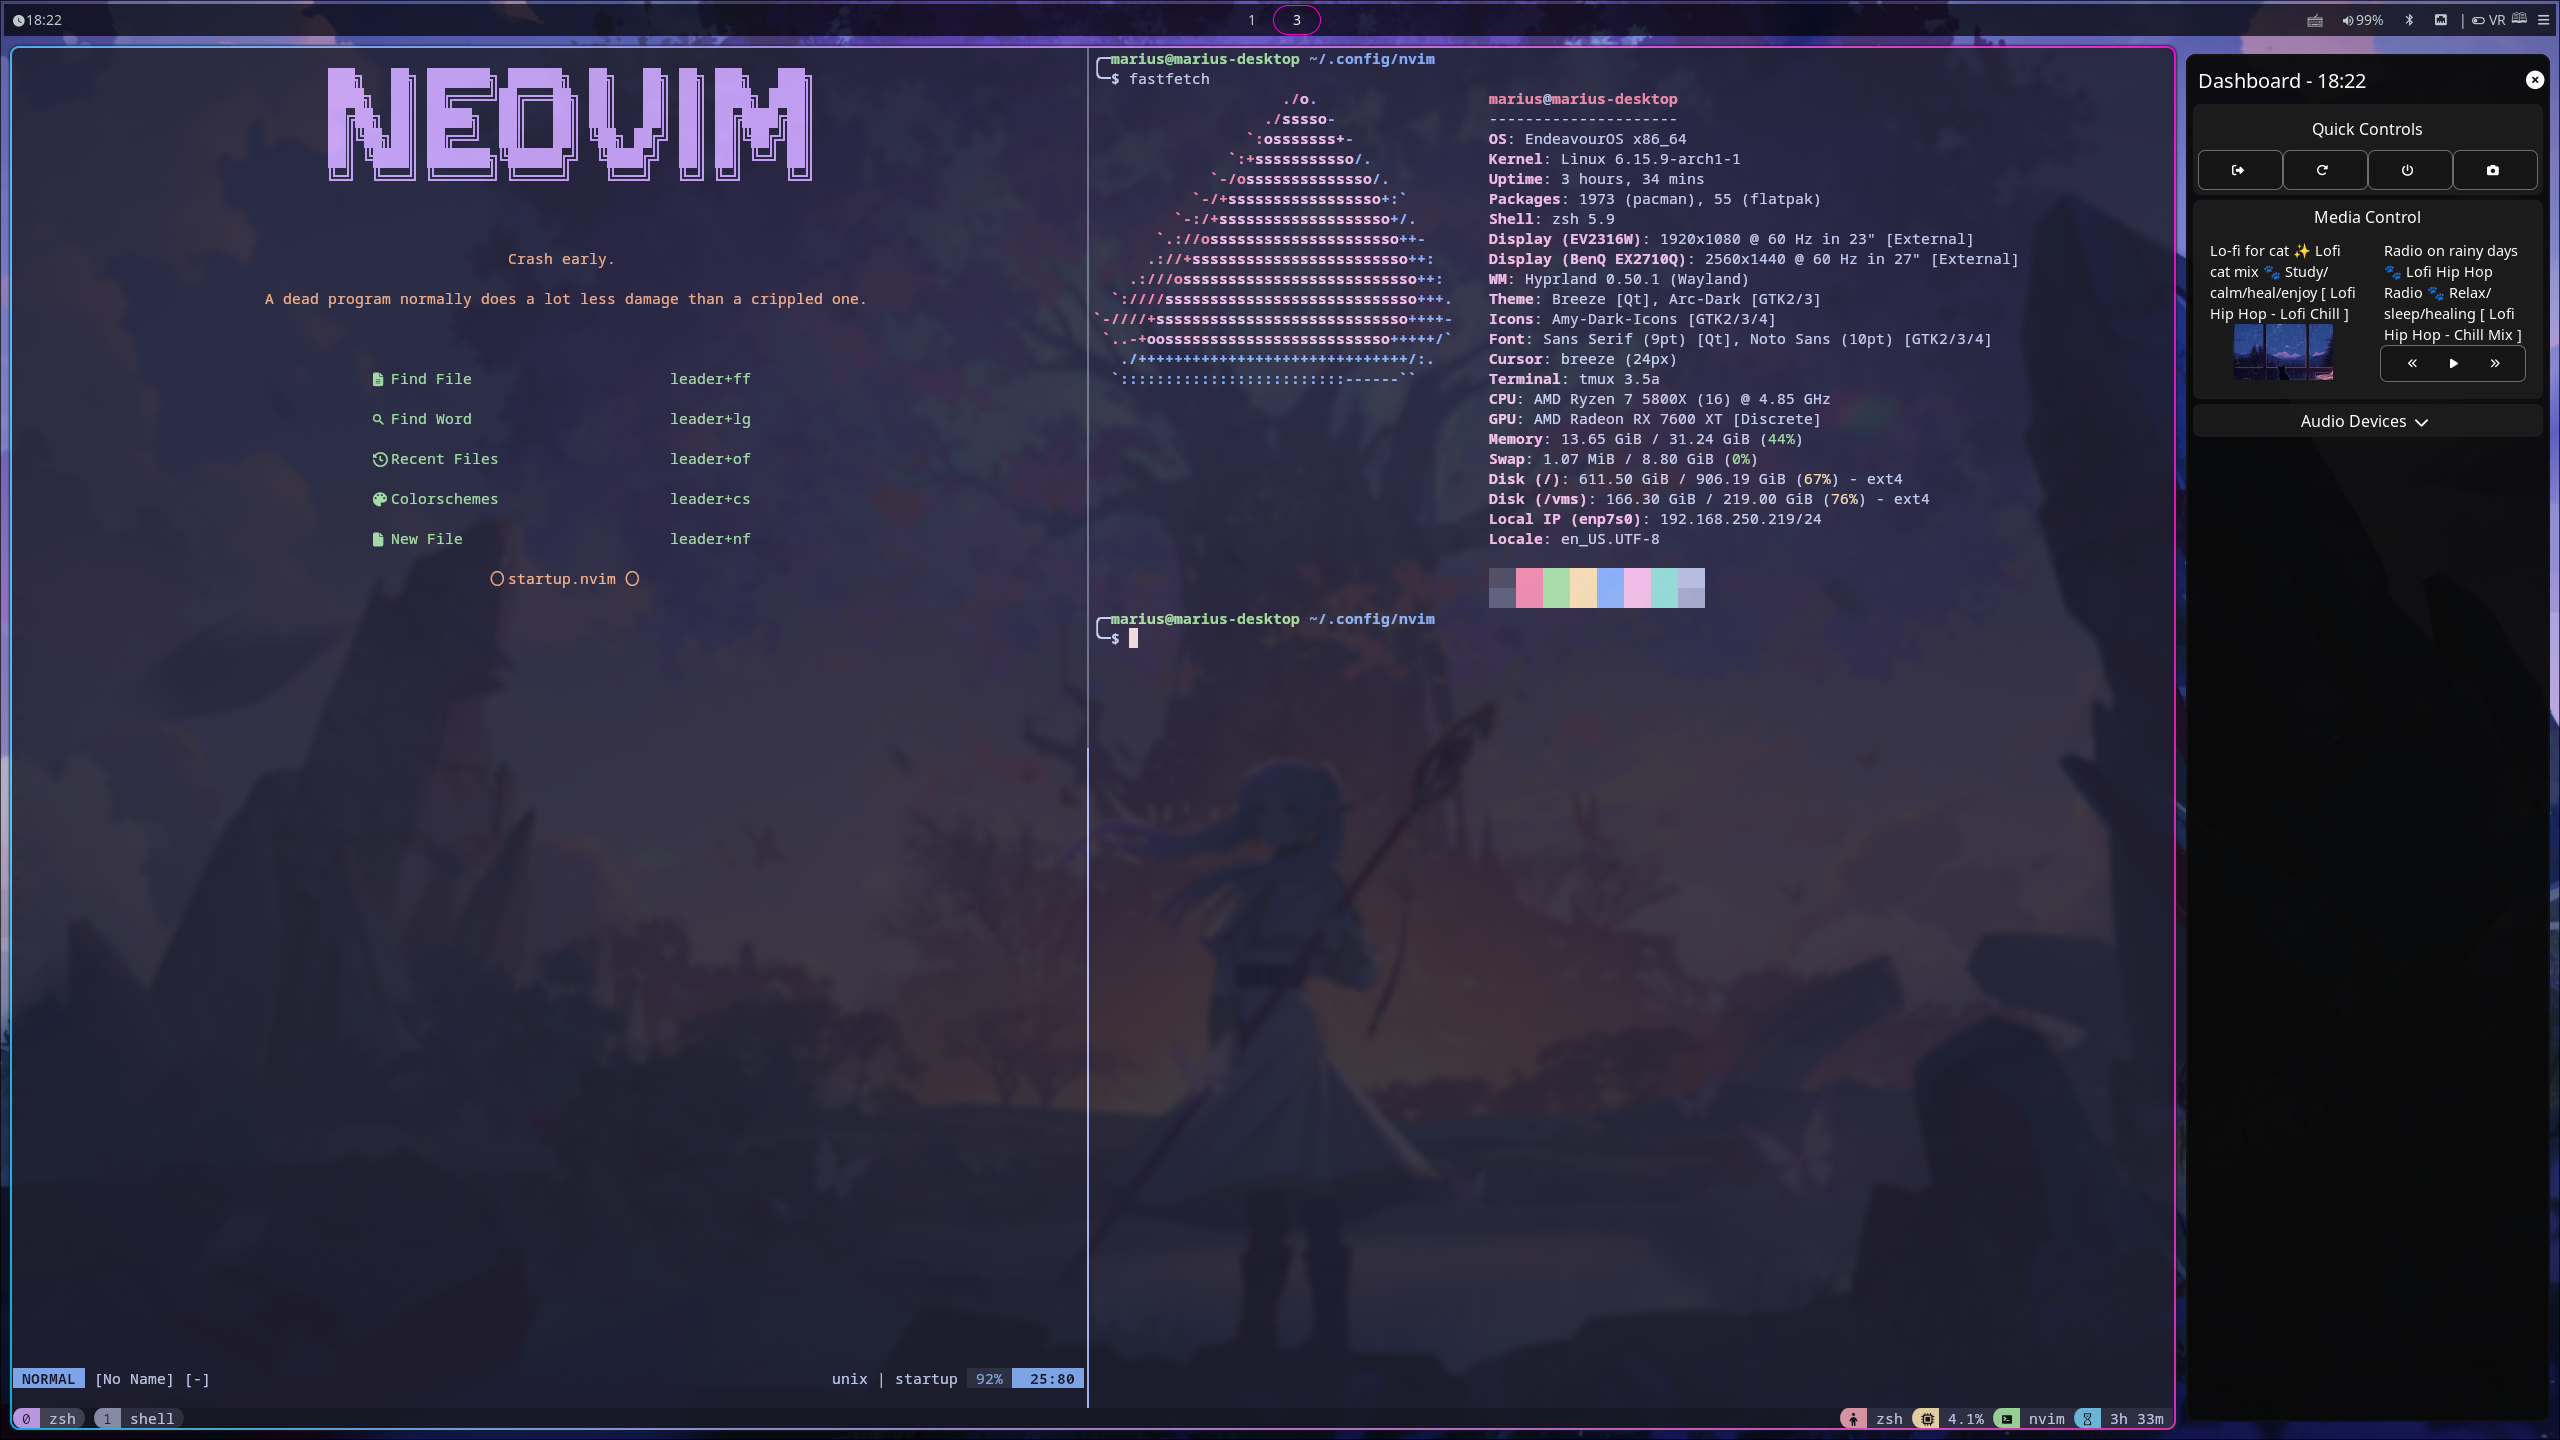 18:22
1 3
99% | VR
NEOVIM
Crash early.
A dead program normally does a lot less damage than a crippled one.
Find File leader+ff
Find Word leader+lg
Recent Files leader+of
Colorschemes leader+cs
New File leader+nf
startup.nvim
NORMAL [No Name] [-] unix | startup 92% 25:80
marius@marius-desktop ~/.config/nvim
$ fastfetch
./o.
./sssso-
`:osssssss+-
`:+sssssssssso/.
`-/ossssssssssssso/.
`-/+sssssssssssssssso+:`
`-:/+sssssssssssssssssso+/.
`.://osssssssssssssssssssso++-
.://+ssssssssssssssssssssssso++:
.:///ossssssssssssssssssssssssso++:
`:////ssssssssssssssssssssssssssso+++.
`-////+ssssssssssssssssssssssssssso++++-
`..-+oosssssssssssssssssssssssso+++++/`
./++++++++++++++++++++++++++++++/:.
`:::::::::::::::::::::::::------``
marius@marius-desktop
---------------------
OS: EndeavourOS x86_64
Kernel: Linux 6.15.9-arch1-1
Uptime: 3 hours, 34 mins
Packages: 1973 (pacman), 55 (flatpak)
Shell: zsh 5.9
Display (EV2316W): 1920x1080 @ 60 Hz in 23" [External]
Display (BenQ EX2710Q): 2560x1440 @ 60 Hz in 27" [External]
WM: Hyprland 0.50.1 (Wayland)
Theme: Breeze [Qt], Arc-Dark [GTK2/3]
Icons: Amy-Dark-Icons [GTK2/3/4]
Font: Sans Serif (9pt) [Qt], Noto Sans (10pt) [GTK2/3/4]
Cursor: breeze (24px)
Terminal: tmux 3.5a
CPU: AMD Ryzen 7 5800X (16) @ 4.85 GHz
GPU: AMD Radeon RX 7600 XT [Discrete]
Memory: 13.65 GiB / 31.24 GiB (44%)
Swap: 1.07 MiB / 8.80 GiB (0%)
Disk (/): 611.50 GiB / 906.19 GiB (67%) - ext4
Disk (/vms): 166.30 GiB / 219.00 GiB (76%) - ext4
Local IP (enp7s0): 192.168.250.219/24
Locale: en_US.UTF-8
marius@marius-desktop ~/.config/nvim
$
0 zsh 1 shell
zsh 4.1% nvim 3h 33m
Dashboard - 18:22
Quick Controls
Media Control
Lo-fi for cat ✨ Lofi
cat mix 🐾 Study/
calm/heal/enjoy [ Lofi
Hip Hop - Lofi Chill ]
Radio on rainy days
🐾 Lofi Hip Hop
Radio 🐾 Relax/
sleep/healing [ Lofi
Hip Hop - Chill Mix ]
Audio Devices